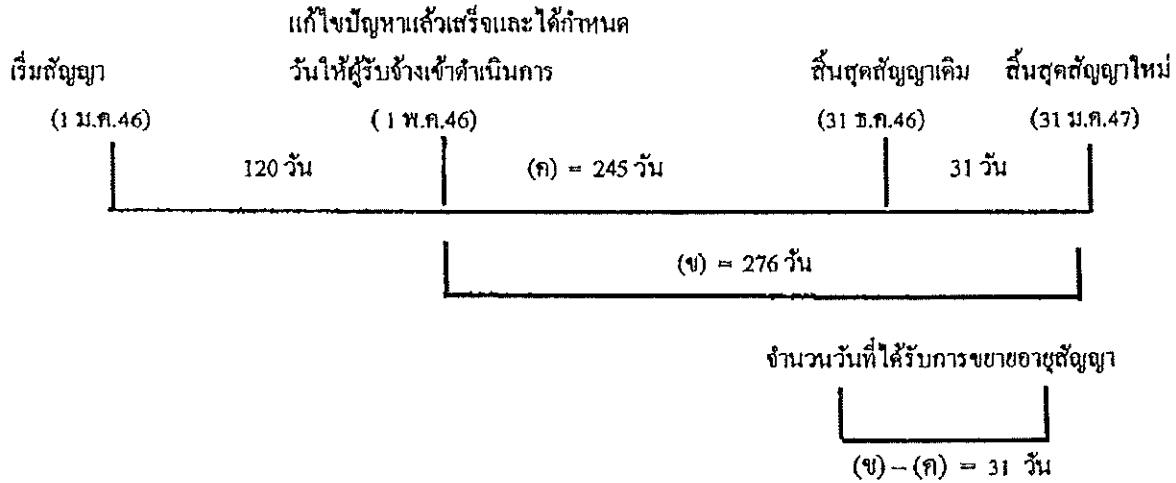 แก้ไขปัญหาแล้วเสร็จและได้กำหนด
เริ่มสัญญา วันให้ผู้รับจ้างเข้าดำเนินการ สิ้นสุดสัญญาเดิม สิ้นสุดสัญญาใหม่
(1 ม.ค.46) ( 1 พ.ค.46) (31 ธ.ค.46) (31 ม.ค.47)
120 วัน (ค) = 245 วัน 31 วัน
(ข) = 276 วัน
จำนวนวันที่ได้รับการขยายอายุสัญญา
(ข) – (ค) = 31 วัน